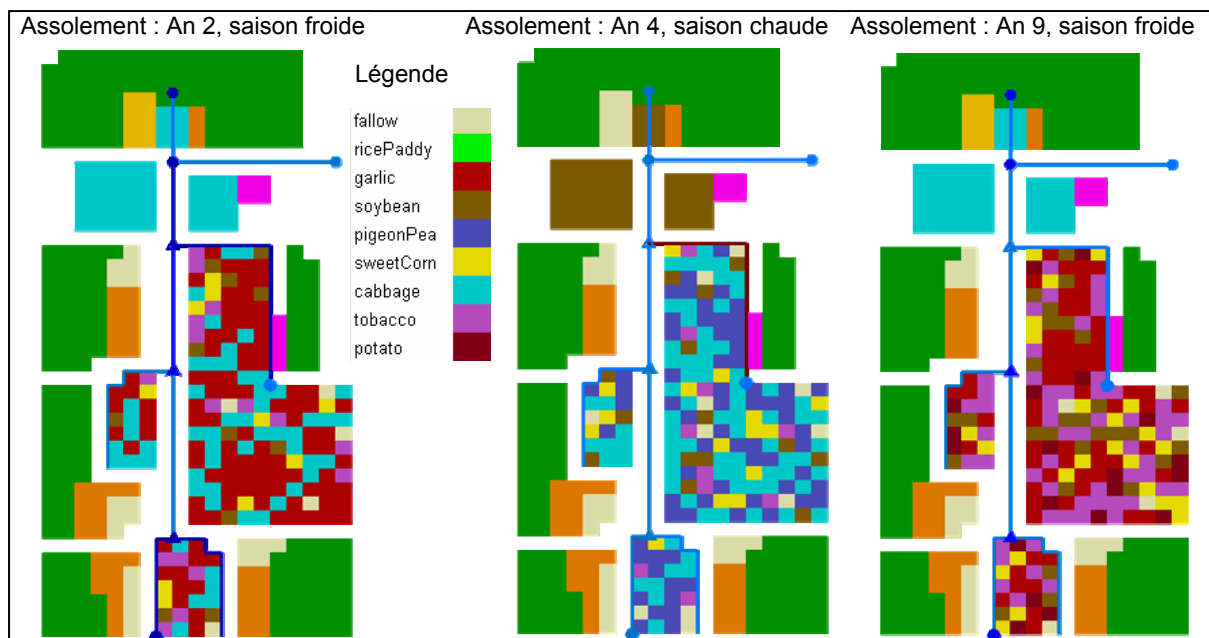 Assolement : An 2, saison froide
Assolement : An 4, saison chaude
Assolement : An 9, saison froide
Légende
fallow
ricePaddy
garlic
soybean
pigeonPea
sweetCorn
cabbage
tobacco
potato